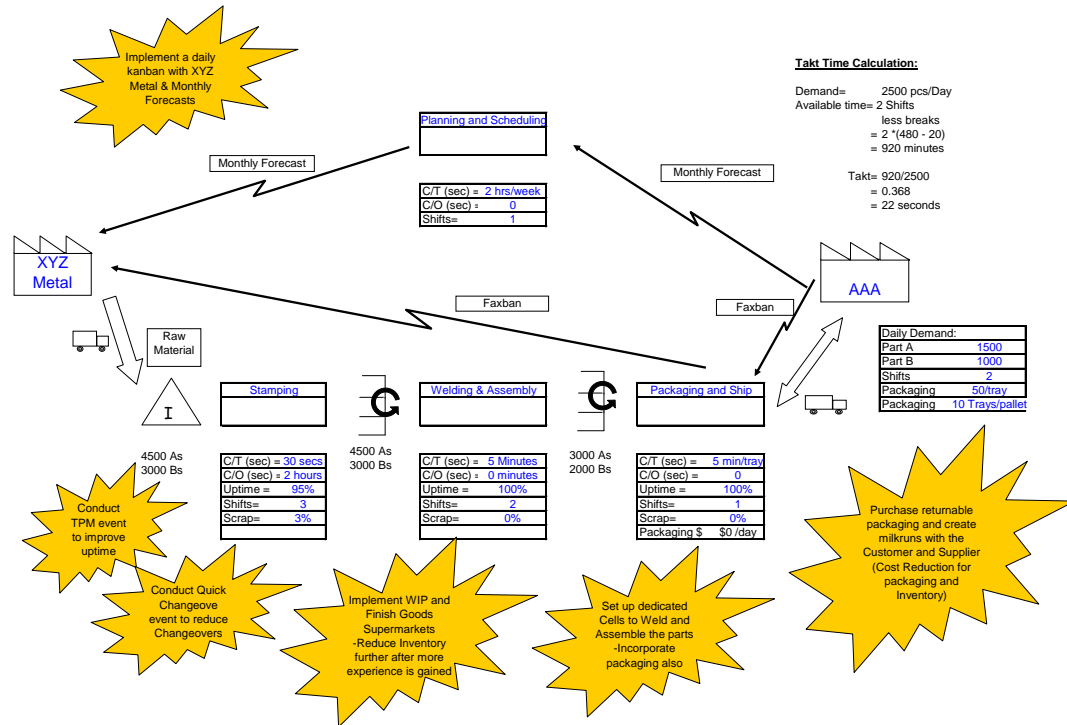 Implement a daily
kanban with XYZ
Metal & Monthly
Forecasts
Takt Time Calculation:
Demand= 2500 pcs/Day
Available time= 2 Shifts
less breaks
= 2 *(480 - 20)
= 920 minutes
Takt= 920/2500
= 0.368
= 22 seconds
Planning and Scheduling
Monthly Forecast
Monthly Forecast
C/T (sec) = 2 hrs/week
C/O (sec) = 0
Shifts= 1
XYZ
Metal
AAA
Faxban
Faxban
Raw
Material
Daily Demand:
Part A 1500
Part B 1000
Shifts 2
Packaging 50/tray
Packaging 10 Trays/pallet
I
Stamping
Welding & Assembly
Packaging and Ship
4500 As
3000 Bs
4500 As
3000 Bs
3000 As
2000 Bs
C/T (sec) = 30 secs
C/O (sec) = 2 hours
Uptime = 95%
Shifts= 3
Scrap= 3%
C/T (sec) = 5 Minutes
C/O (sec) = 0 minutes
Uptime = 100%
Shifts= 2
Scrap= 0%
C/T (sec) = 5 min/tray
C/O (sec) = 0
Uptime = 100%
Shifts= 1
Scrap= 0%
Packaging $ $0 /day
Conduct
TPM event
to improve
uptime
Conduct Quick
Changeove
event to reduce
Changeovers
Implement WIP and
Finish Goods
Supermarkets
-Reduce Inventory
further after more
experience is gained
Set up dedicated
Cells to Weld and
Assemble the parts
-Incorporate
packaging also
Purchase returnable
packaging and create
milkruns with the
Customer and Supplier
(Cost Reduction for
packaging and
Inventory)